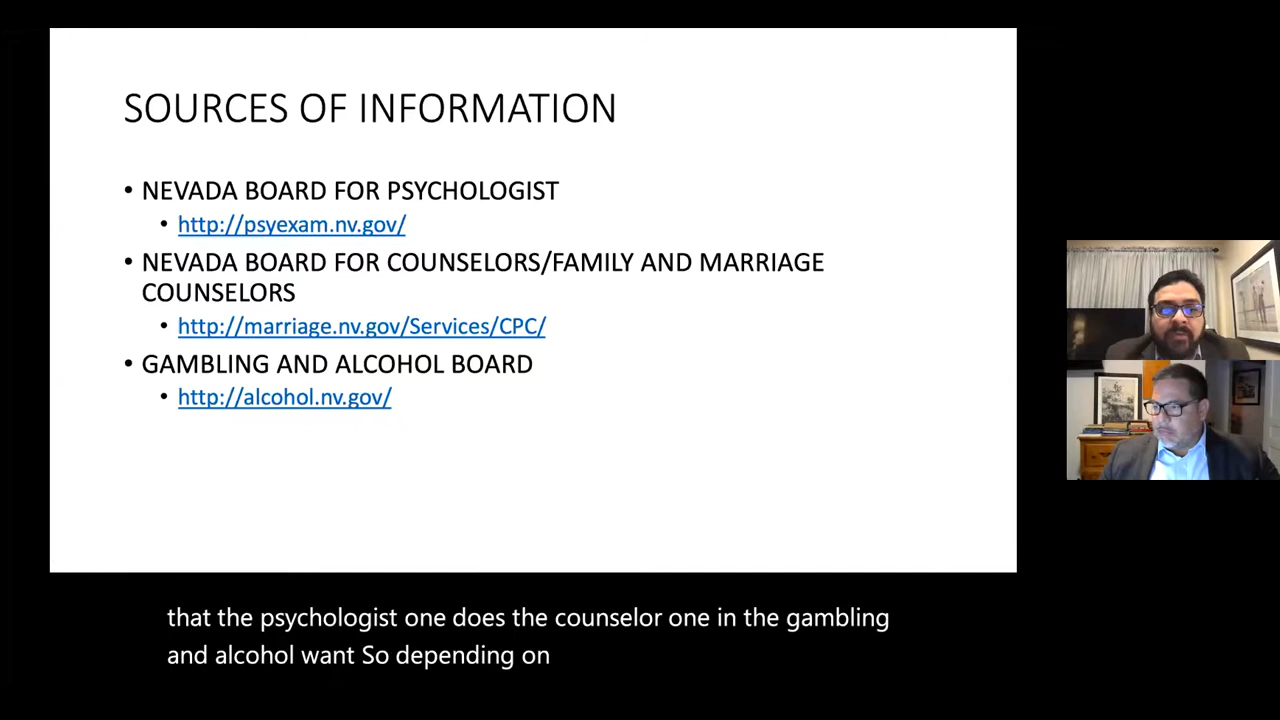 SOURCES OF INFORMATION
• NEVADA BOARD FOR PSYCHOLOGIST
• http://psyexam.nv.gov/
• NEVADA BOARD FOR COUNSELORS/FAMILY AND MARRIAGE
COUNSELORS
• http://marriage.nv.gov/Services/CPC/
• GAMBLING AND ALCOHOL BOARD
• http://alcohol.nv.gov/
that the psychologist one does the counselor one in the gambling
and alcohol want So depending on